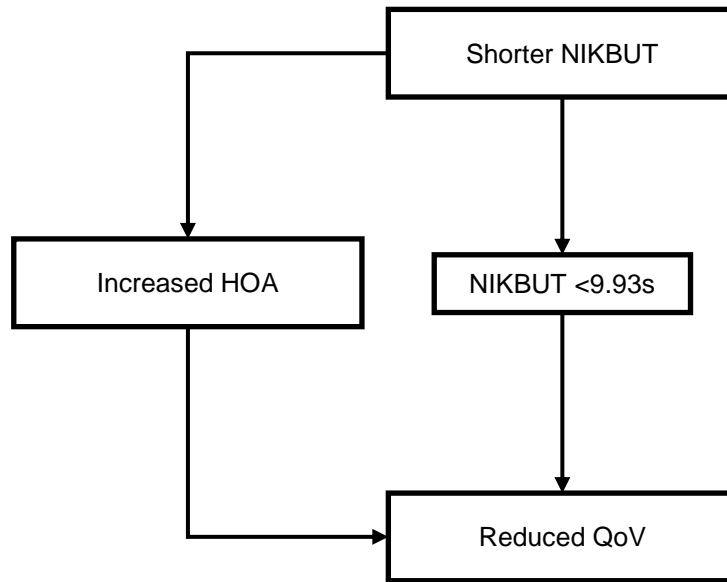 Shorter NIKBUT
Increased HOA
NIKBUT <9.93s
Reduced QoV